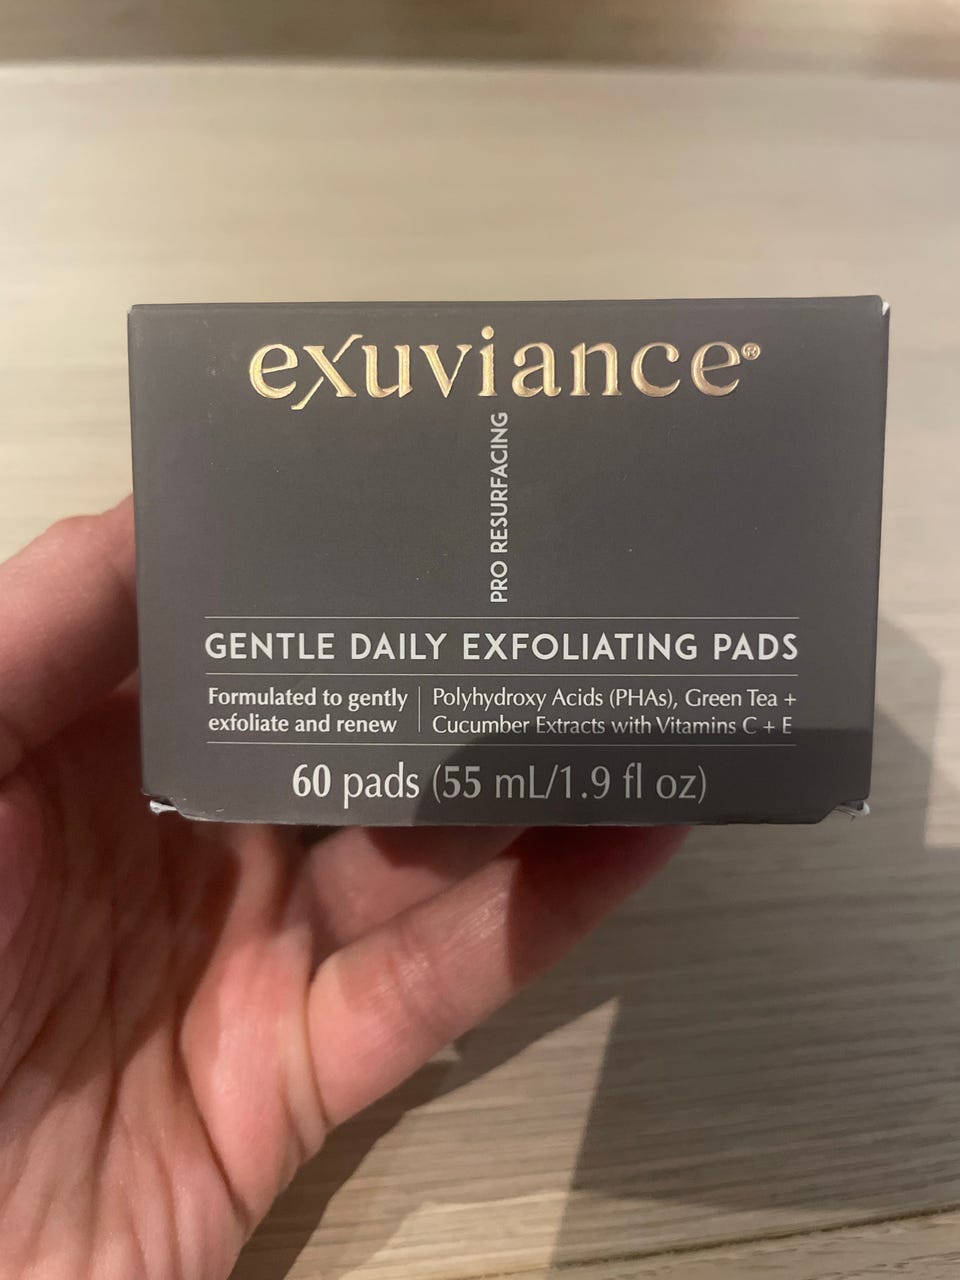 exuviance®
PRO RESURFACING
GENTLE DAILY EXFOLIATING PADS
Formulated to gently
exfoliate and renew
Polyhydroxy Acids (PHAs), Green Tea +
Cucumber Extracts with Vitamins C + E
60 pads (55 mL/1.9 fl oz)